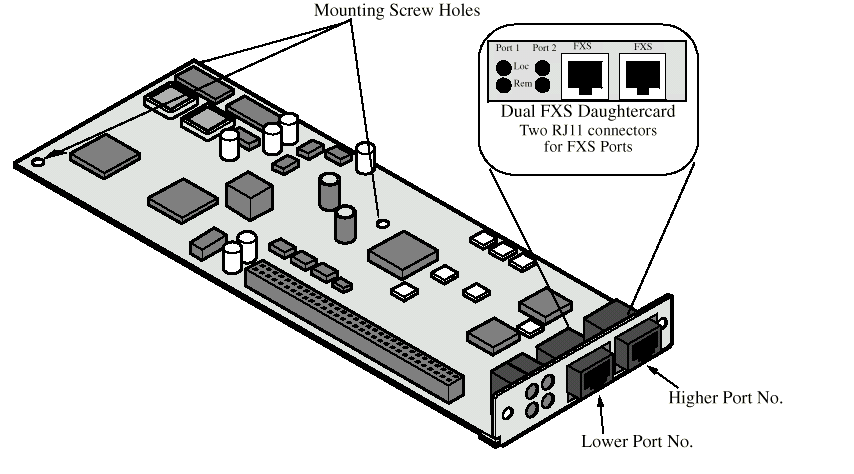 Mounting Screw Holes
Port 1 Port 2 FXS FXS
Loc
Rem
Dual FXS Daughtercard
Two RJ11 connectors
for FXS Ports
Higher Port No.
Lower Port No.